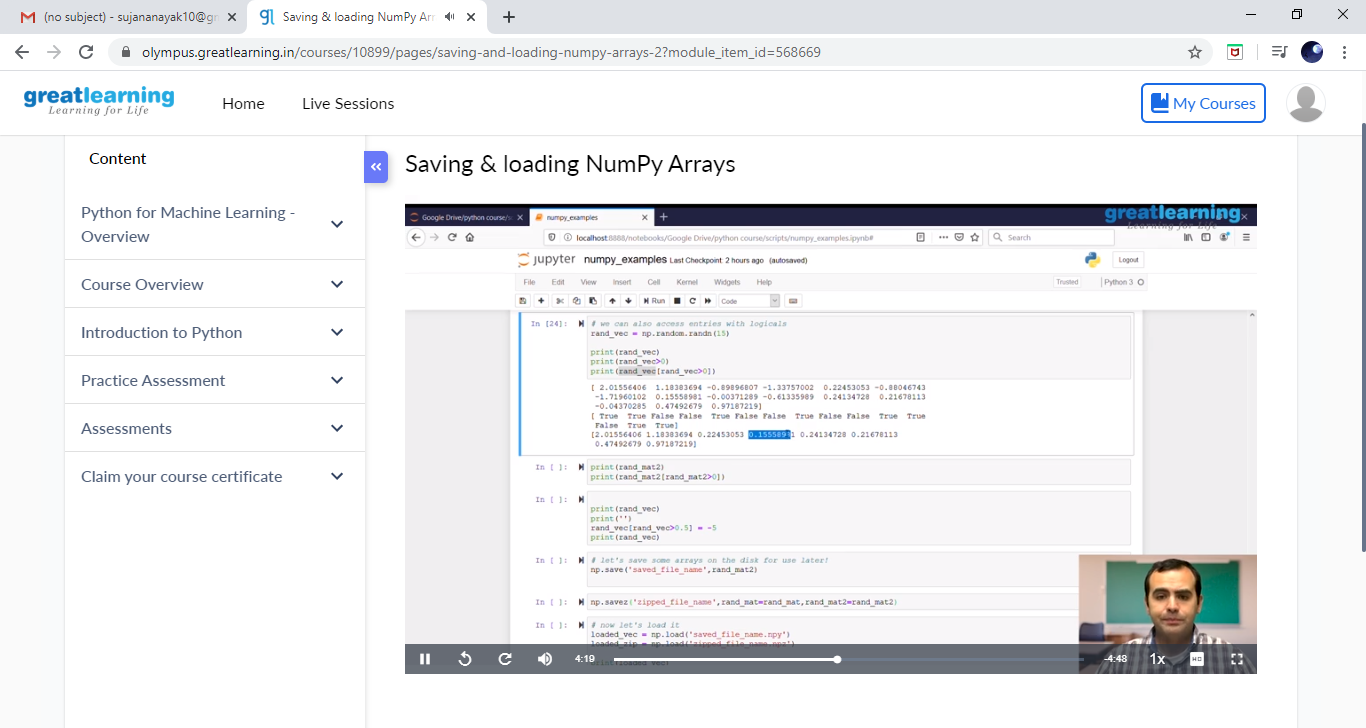 (no subject) - sujananayak10@gr
Saving & loading NumPy Arr
olympus.greatlearning.in/courses/10899/pages/saving-and-loading-numpy-arrays-2?module_item_id=568669
greatlearning
Learning for Life
Home
Live Sessions
My Courses
Content
Python for Machine Learning -
Overview
Course Overview
Introduction to Python
Practice Assessment
Assessments
Claim your course certificate
Saving & loading NumPy Arrays
Google Drive/python course/s
numpy_examples
greatlearning
Learning for Life
localhost:8888/notebooks/Google Drive/python course/scripts/numpy_examples.ipynb#
Search
jupyter numpy_examples Last Checkpoint: 2 hours ago (autosaved)
Logout
File Edit View Insert Cell Kernel Widgets Help
Trusted
Python 3
Run
Code
In [24]:
# we can also access entries with logicals
rand_vec = np.random.randn(15)
print(rand_vec)
print(rand_vec>0)
print(rand_vec[rand_vec>0])
[ 2.01556406 1.18383694 -0.89896807 -1.33757002 0.22453053 -0.88046743
-1.71960102 0.15558981 -0.00371289 -0.61335989 0.24134728 0.21678113
-0.04370285 0.47492679 0.97187219]
[ True True False False True False False True False False True True
False True True]
[2.01556406 1.18383694 0.22453053 0.15558981 0.24134728 0.21678113
0.47492679 0.97187219]
In [ ]:
print(rand_mat2)
print(rand_mat2[rand_mat2>0])
In [ ]:
print(rand_vec)
print('')
rand_vec[rand_vec>0.5] = -5
print(rand_vec)
In [ ]:
# let's save some arrays on the disk for use later!
np.save('saved_file_name',rand_mat2)
In [ ]:
np.savez('zipped_file_name',rand_mat=rand_mat,rand_mat2=rand_mat2)
In [ ]:
# now let's load it
loaded_vec = np.load('saved_file_name.npy')
loaded_zip = np.load('zipped_file_name.npz')
print(loaded_vec)
4:19
-4:48
1x
HD